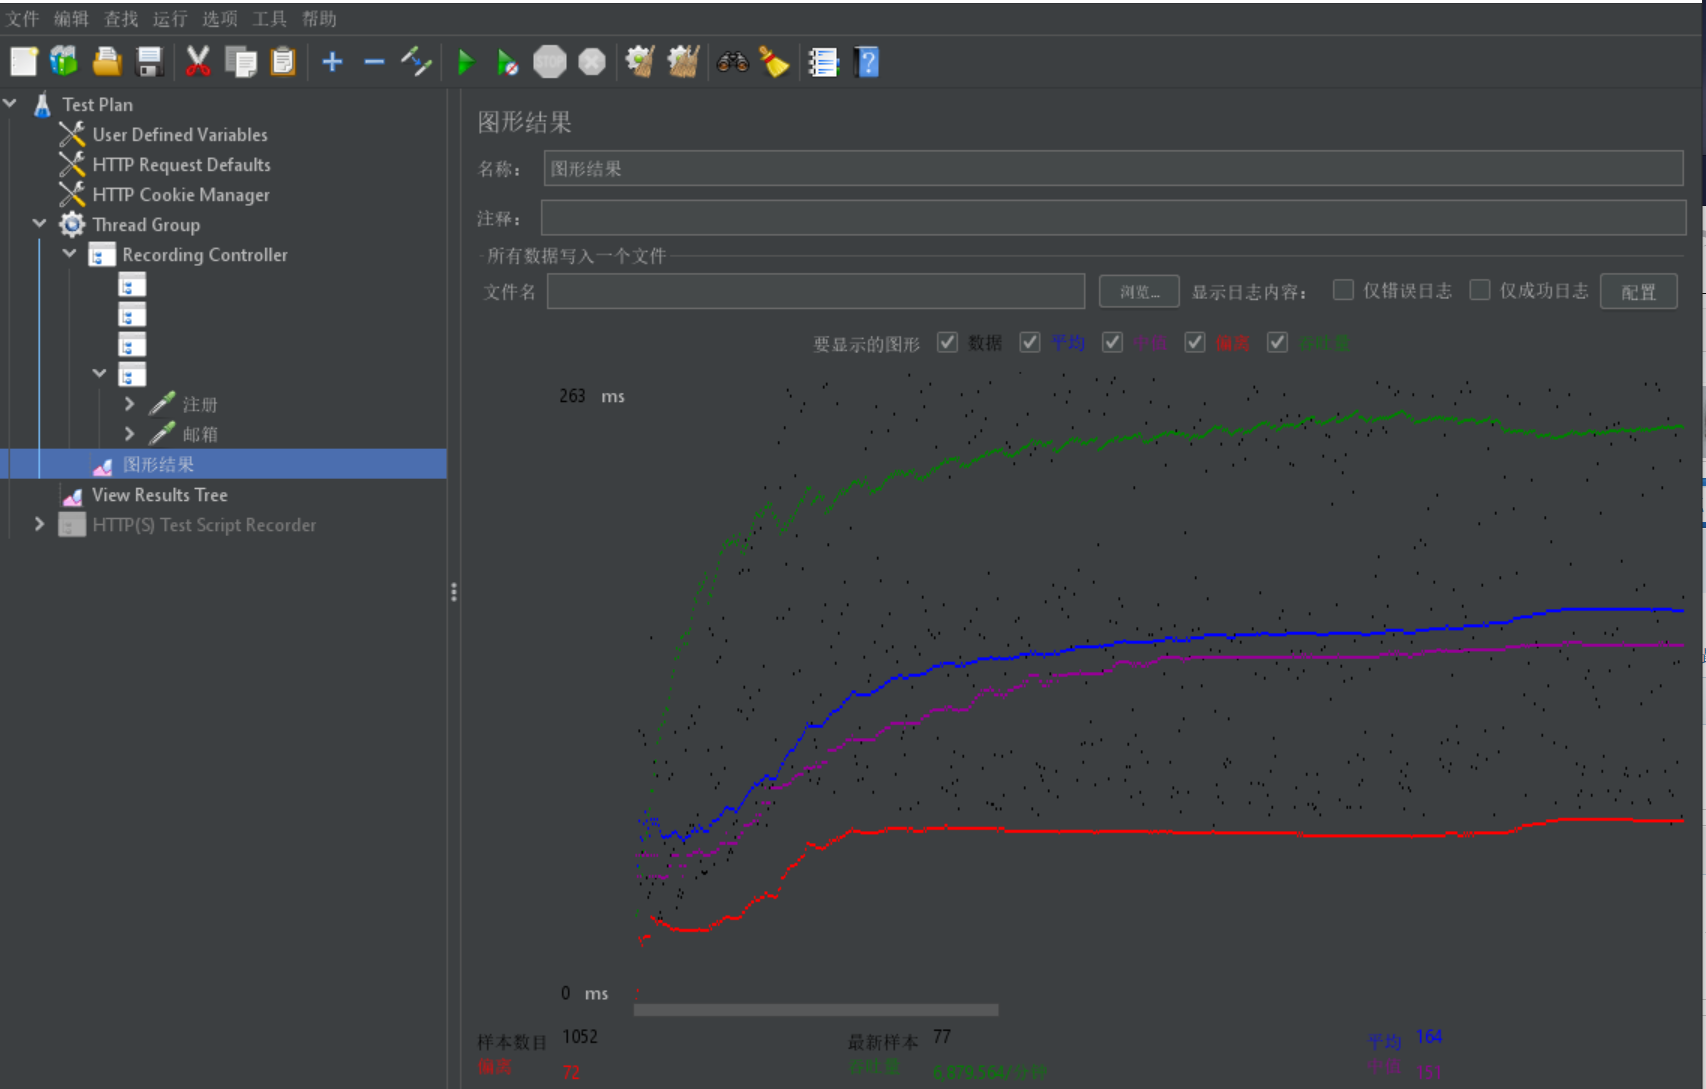 文件 编辑 查找 运行 选项 工具 帮助
STOP
Test Plan
User Defined Variables
HTTP Request Defaults
HTTP Cookie Manager
Thread Group
Recording Controller
注册
邮箱
图形结果
View Results Tree
HTTP(S) Test Script Recorder
图形结果
名称： 图形结果
注释：
所有数据写入一个文件
文件名 浏览... 显示日志内容： 仅错误日志 仅成功日志 配置
要显示的图形 数据 平均 中值 偏离 吞吐量
263 ms
0 ms
样本数目 1052 最新样本 77 平均 164
偏离 72 吞吐量 6,879.564/分钟 中值 151